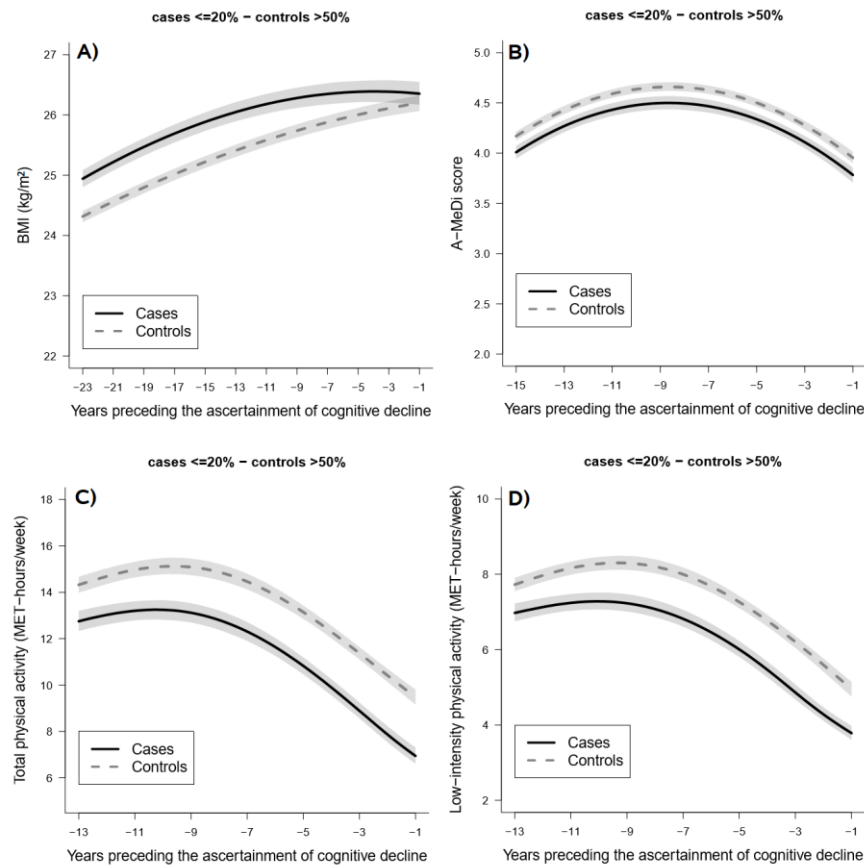 cases <=20% − controls >50%
A)
27
26
25
24
23
22
BMI (kg/m²)
Cases
Controls
−23 −21 −19 −17 −15 −13 −11 −9 −7 −5 −3 −1
Years preceding the ascertainment of cognitive decline
cases <=20% − controls >50%
B)
5.0
4.5
4.0
3.5
3.0
2.5
2.0
A−MeDi score
Cases
Controls
−15 −13 −11 −9 −7 −5 −3 −1
Years preceding the ascertainment of cognitive decline
cases <=20% − controls >50%
C)
18
16
14
12
10
8
6
Total physical activity (MET−hours/week)
Cases
Controls
−13 −11 −9 −7 −5 −3 −1
Years preceding the ascertainment of cognitive decline
cases <=20% − controls >50%
D)
10
8
6
4
2
Low−intensity physical activity (MET−hours/week)
Cases
Controls
−13 −11 −9 −7 −5 −3 −1
Years preceding the ascertainment of cognitive decline